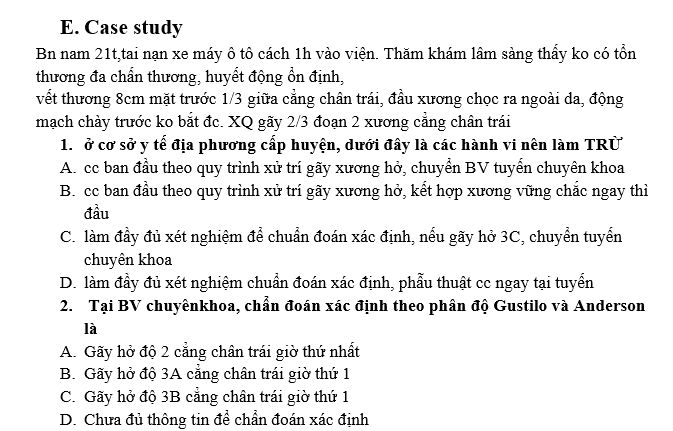 E. Case study
Bn nam 21t,tai nạn xe máy ô tô cách 1h vào viện. Thăm khám lâm sàng thấy ko có tổn
thương đa chấn thương, huyết động ổn định,
vết thương 8cm mặt trước 1/3 giữa cẳng chân trái, đầu xương chọc ra ngoài da, động
mạch chày trước ko bắt đc. XQ gãy 2/3 đoạn 2 xương cẳng chân trái
1. ở cơ sở y tế địa phương cấp huyện, dưới đây là các hành vi nên làm TRỪ
A. cc ban đầu theo quy trình xử trí gãy xương hở, chuyển BV tuyến chuyên khoa
B. cc ban đầu theo quy trình xử trí gãy xương hở, kết hợp xương vững chắc ngay thì
đầu
C. làm đầy đủ xét nghiệm để chuẩn đoán xác định, nếu gãy hở 3C, chuyển tuyến
chuyên khoa
D. làm đầy đủ xét nghiệm chuẩn đoán xác định, phẫu thuật cc ngay tại tuyến
2. Tại BV chuyênkhoa, chẩn đoán xác định theo phân độ Gustilo và Anderson
là
A. Gãy hở độ 2 cẳng chân trái giờ thứ nhất
B. Gãy hở độ 3A cẳng chân trái giờ thứ 1
C. Gãy hở độ 3B cẳng chân trái giờ thứ 1
D. Chưa đủ thông tin để chẩn đoán xác định